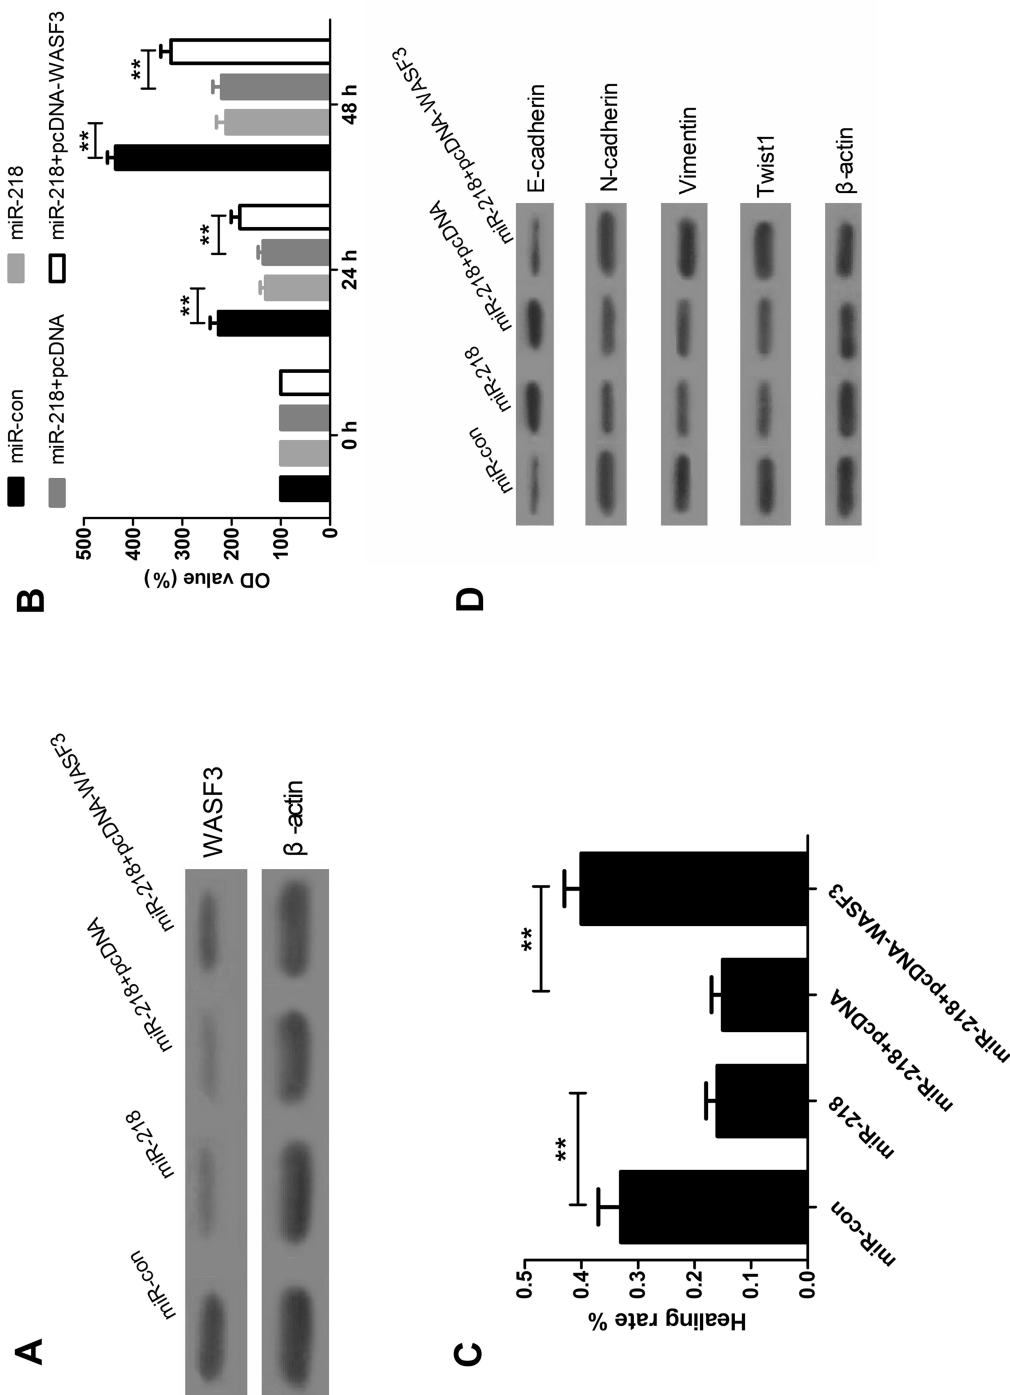 A
miR-con
miR-218
miR-218+pcDNA
miR-218+pcDNA-WASF3
WASF3
β -actin
B
miR-con
miR-218
miR-218+pcDNA
miR-218+pcDNA-WASF3
OD value (%)
500
400
300
200
100
0
**
**
**
**
0 h
24 h
48 h
C
Healing rate %
0.5
0.4
0.3
0.2
0.1
0.0
**
**
miR-con
miR-218
miR-218+pcDNA
miR-218+pcDNA-WASF3
D
miR-con
miR-218
miR-218+pcDNA
miR-218+pcDNA-WASF3
E-cadherin
N-cadherin
Vimentin
Twist1
β-actin